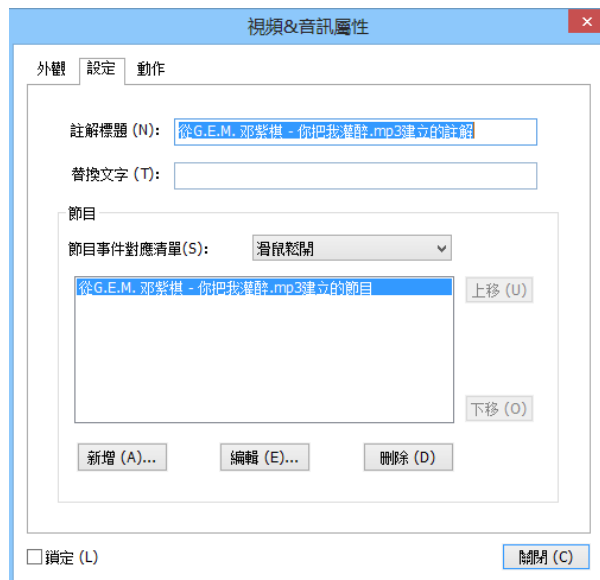 視頻&音訊屬性
外觀 設定 動作
註解標題 (N): 從G.E.M. 邓紫棋 - 你把我灌醉.mp3建立的註解
替換文字 (T):
節目
節目事件對應清單(S): 滑鼠鬆開
從G.E.M. 邓紫棋 - 你把我灌醉.mp3建立的節目
上移 (U)
下移 (O)
新增 (A)... 編輯 (E)... 刪除 (D)
鎖定 (L) 關閉 (C)